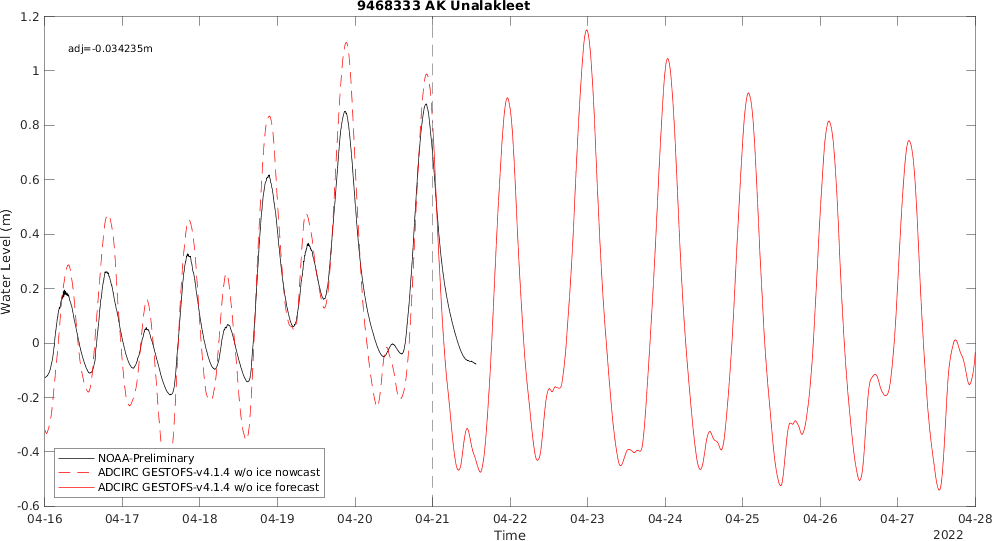 9468333 AK Unalakleet
adj=-0.034235m
1.2
1
0.8
0.6
0.4
0.2
0
-0.2
-0.4
-0.6
Water Level (m)
NOAA-Preliminary
ADCIRC GESTOFS-v4.1.4 w/o ice nowcast
ADCIRC GESTOFS-v4.1.4 w/o ice forecast
04-16 04-17 04-18 04-19 04-20 04-21 04-22 04-23 04-24 04-25 04-26 04-27 04-28
Time
2022